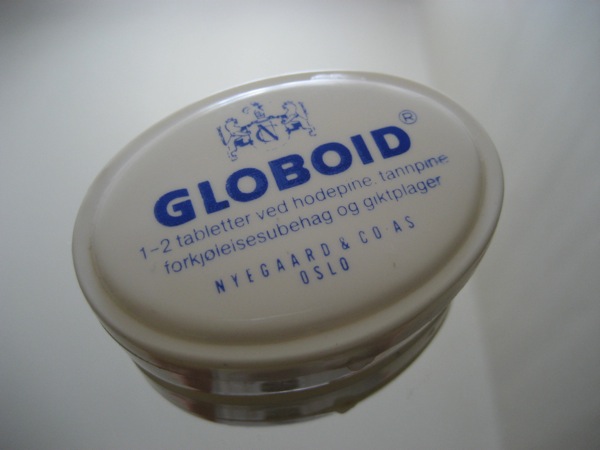 GLOBOID ®
1-2 tabletter ved hodepine, tannpine
forkjølelsesubehag og giktplager
NYEGAARD & CO. AS
OSLO